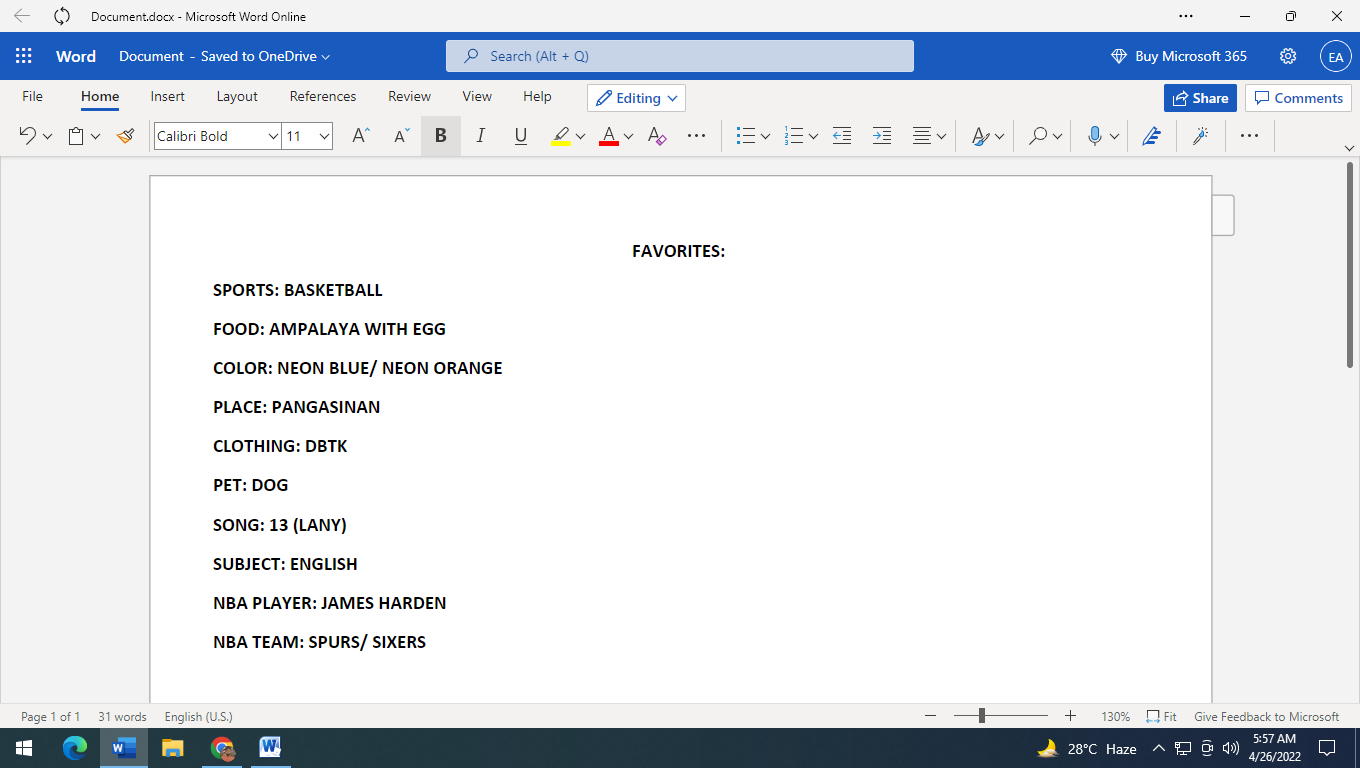 Document.docx - Microsoft Word Online
Word Document - Saved to OneDrive Search (Alt + Q) Buy Microsoft 365 EA
File Home Insert Layout References Review View Help Editing Share Comments
Calibri Bold 11 A A B I U A A
FAVORITES:
SPORTS: BASKETBALL
FOOD: AMPALAYA WITH EGG
COLOR: NEON BLUE/ NEON ORANGE
PLACE: PANGASINAN
CLOTHING: DBTK
PET: DOG
SONG: 13 (LANY)
SUBJECT: ENGLISH
NBA PLAYER: JAMES HARDEN
NBA TEAM: SPURS/ SIXERS
Page 1 of 1 31 words English (U.S.) 130% Fit Give Feedback to Microsoft
28°C Haze 5:57 AM
4/26/2022